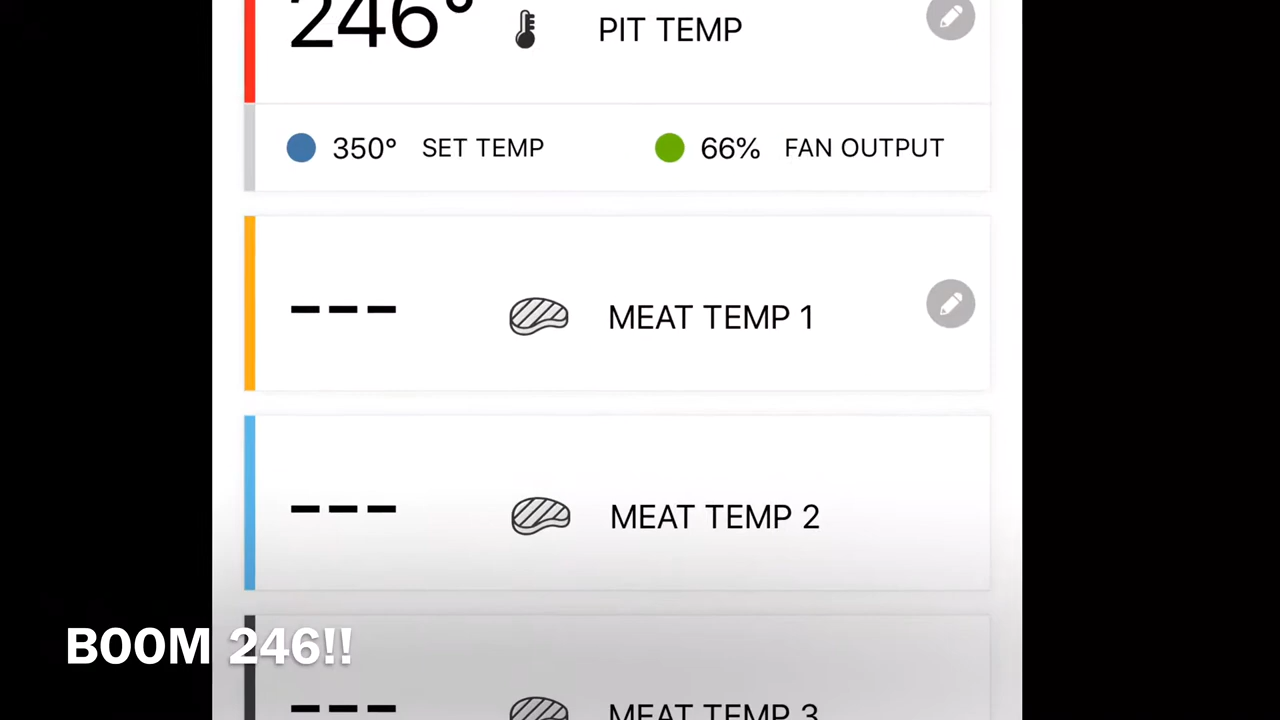 246° PIT TEMP
350° SET TEMP 66% FAN OUTPUT
--- MEAT TEMP 1
--- MEAT TEMP 2
--- MEAT TEMP 3
BOOM 246!!